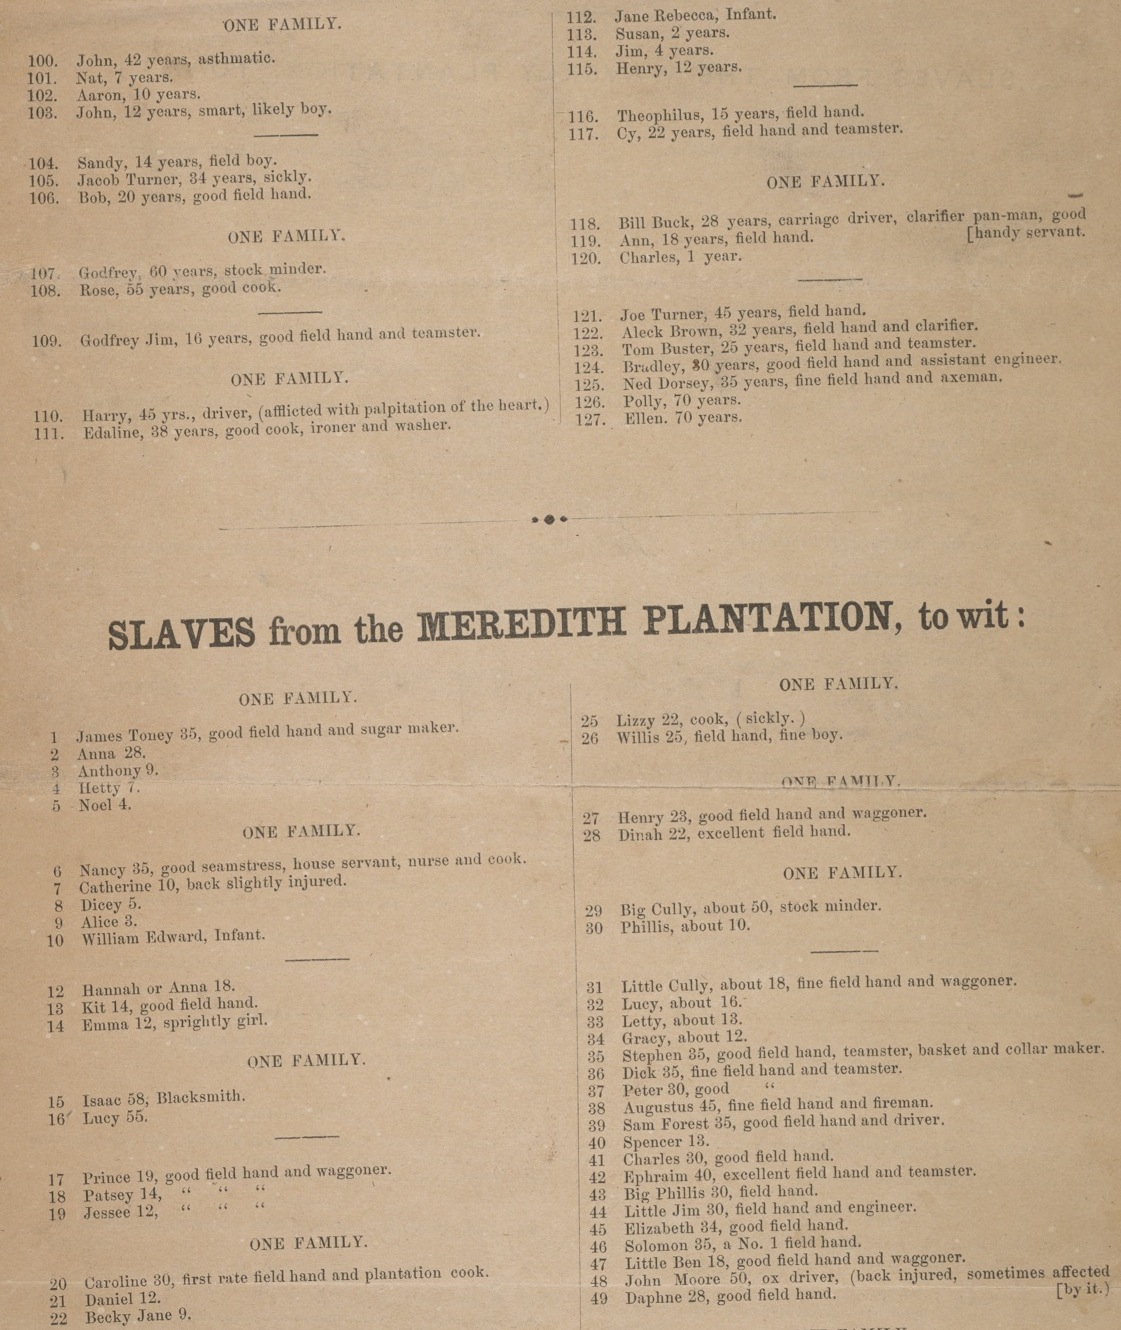 ONE FAMILY.
100. John, 42 years, asthmatic.
101. Nat, 7 years.
102. Aaron, 10 years.
103. John, 12 years, smart, likely boy.
104. Sandy, 14 years, field boy.
105. Jacob Turner, 34 years, sickly.
106. Bob, 20 years, good field hand.
ONE FAMILY.
107. Godfrey, 60 years, stock minder.
108. Rose, 55 years, good cook.
109. Godfrey Jim, 16 years, good field hand and teamster.
ONE FAMILY.
110. Harry, 45 yrs., driver, (afflicted with palpitation of the heart.)
111. Edaline, 38 years, good cook, ironer and washer.
112. Jane Rebecca, Infant.
113. Susan, 2 years.
114. Jim, 4 years.
115. Henry, 12 years.
116. Theophilus, 15 years, field hand.
117. Cy, 22 years, field hand and teamster.
ONE FAMILY.
118. Bill Buck, 28 years, carriage driver, clarifier pan-man, good
119. Ann, 18 years, field hand. [handy servant.
120. Charles, 1 year.
121. Joe Turner, 45 years, field hand.
122. Aleck Brown, 32 years, field hand and clarifier.
123. Tom Buster, 25 years, field hand and teamster.
124. Bradley, 30 years, good field hand and assistant engineer.
125. Ned Dorsey, 35 years, fine field hand and axeman.
126. Polly, 70 years.
127. Ellen. 70 years.
SLAVES from the MEREDITH PLANTATION, to wit:
ONE FAMILY.
1 James Toney 35, good field hand and sugar maker.
2 Anna 28.
3 Anthony 9.
4 Hetty 7.
5 Noel 4.
ONE FAMILY.
6 Nancy 35, good seamstress, house servant, nurse and cook.
7 Catherine 10, back slightly injured.
8 Dicey 5.
9 Alice 3.
10 William Edward, Infant.
12 Hannah or Anna 18.
13 Kit 14, good field hand.
14 Emma 12, sprightly girl.
ONE FAMILY.
15 Isaac 58, Blacksmith.
16 Lucy 55.
17 Prince 19, good field hand and waggoner.
18 Patsey 14, “ “ “
19 Jessee 12, “ “ “
ONE FAMILY.
20 Caroline 30, first rate field hand and plantation cook.
21 Daniel 12.
22 Becky Jane 9.
ONE FAMILY.
25 Lizzy 22, cook, ( sickly. )
26 Willis 25, field hand, fine boy.
ONE FAMILY.
27 Henry 23, good field hand and waggoner.
28 Dinah 22, excellent field hand.
ONE FAMILY.
29 Big Cully, about 50, stock minder.
30 Phillis, about 10.
31 Little Cully, about 18, fine field hand and waggoner.
32 Lucy, about 16.
33 Letty, about 13.
34 Gracy, about 12.
35 Stephen 35, good field hand, teamster, basket and collar maker.
36 Dick 35, fine field hand and teamster.
37 Peter 30, good “
38 Augustus 45, fine field hand and fireman.
39 Sam Forest 35, good field hand and driver.
40 Spencer 13.
41 Charles 30, good field hand.
42 Ephraim 40, excellent field hand and teamster.
43 Big Phillis 30, field hand.
44 Little Jim 30, field hand and engineer.
45 Elizabeth 34, good field hand.
46 Solomon 35, a No. 1 field hand.
47 Little Ben 18, good field hand and waggoner.
48 John Moore 50, ox driver, (back injured, sometimes affected
49 Daphne 28, good field hand. [by it.)